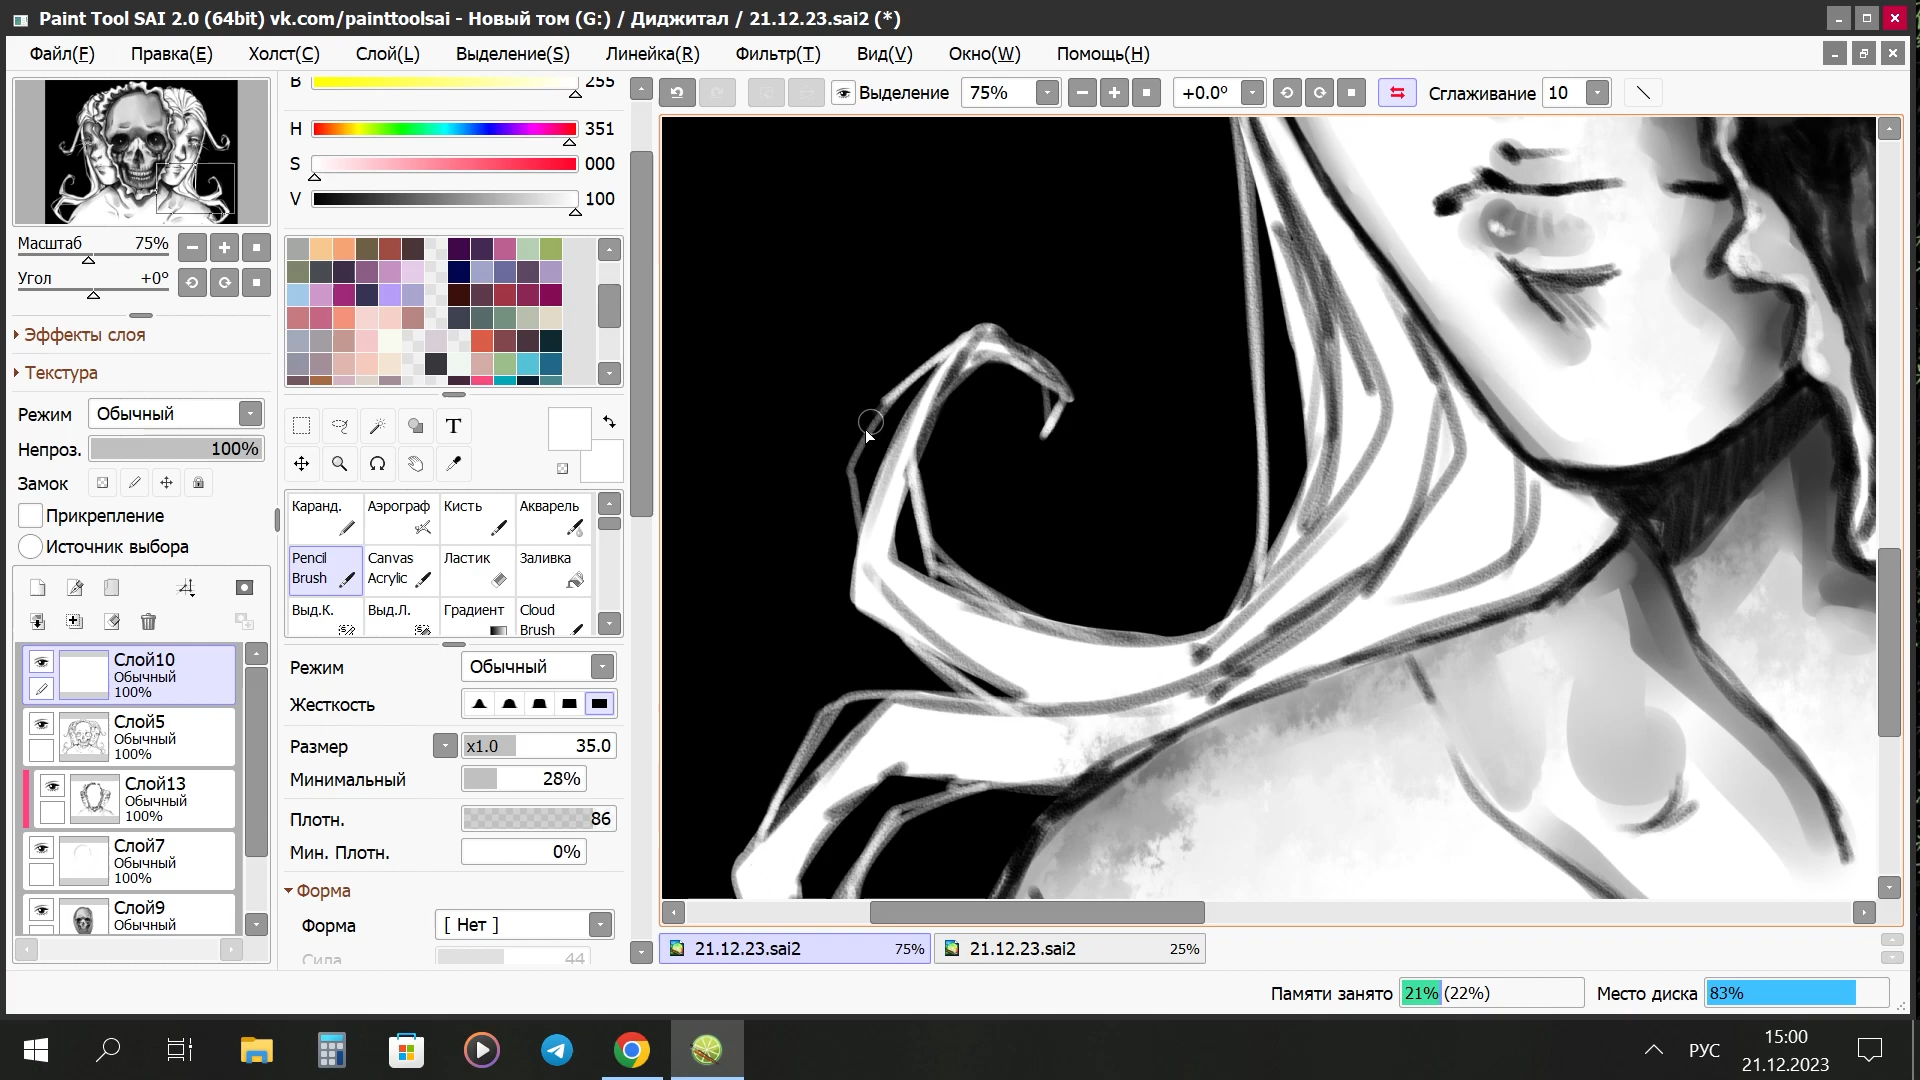 Paint Tool SAI 2.0 (64bit) vk.com/painttoolsai - Новый том (G:) / Диджитал / 21.12.23.sai2 (*)
Файл(F) Правка(E) Холст(C) Слой(L) Выделение(S) Линейка(R) Фильтр(T) Вид(V) Окно(W) Помощь(H)
Выделение 75% +0.0° Сглаживание 10
Масштаб 75%
Угол +0°
Эффекты слоя
Текстура
Режим Обычный
Непроз. 100%
Замок
Прикрепление
Источник выбора
Слой10
Обычный
100%
Слой5
Обычный
100%
Слой13
Обычный
100%
Слой7
Обычный
100%
Слой9
Обычный
B 255
H 351
S 000
V 100
T
Каранд. Аэрограф Кисть Акварель
Pencil Brush Canvas Acrylic Ластик Заливка
Выд.К. Выд.Л. Градиент Cloud Brush
Режим Обычный
Жесткость
Размер x1.0 35.0
Минимальный 28%
Плотн. 86
Мин. Плотн. 0%
Форма
Форма [ Нет ]
Сила 44
21.12.23.sai2 75% 21.12.23.sai2 25%
Памяти занято 21% (22%) Место диска 83%
РУС
15:00
21.12.2023